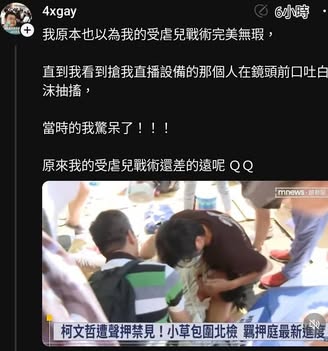 4xgay
6小時
我原本也以為我的受虐兒戰術完美無瑕，
直到我看到搶我直播設備的那個人在鏡頭前口吐白
沫抽搐，
當時的我驚呆了！！！
原來我的受虐兒戰術還差的遠呢ＱＱ
mnews
柯文哲遭聲押禁見！小草包圍北檢 羈押庭最新進度